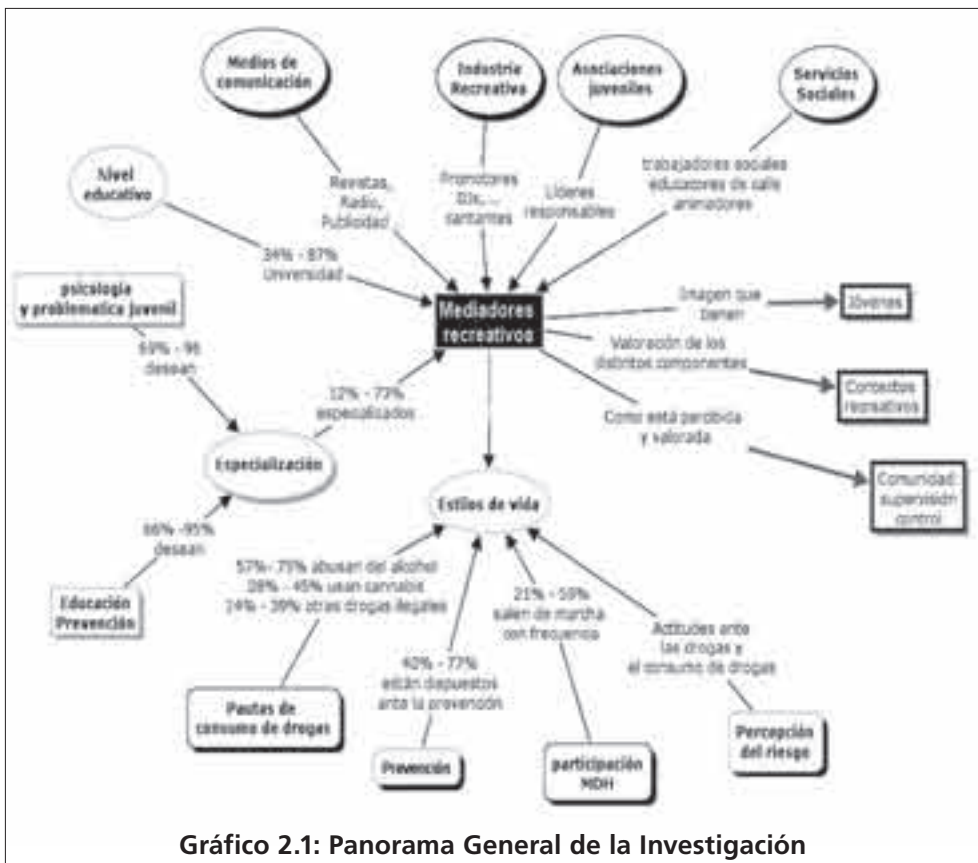 Medios de
comunicación
Industria
Recreativa
Asociaciones
juveniles
Servicios
Sociales
Nivel
educativo
Revistas,
Radio,
Publicidad
Promotores
DJs, ...
cantantes
Líderes
responsables
trabajadores sociales
educadores de calle
animadores
34% - 87%
Universidad
psicología
y problematica juvenil
Mediadores
recreativos
Imagen que
tienen
Jóvenes
69% - 96
desean
Valoración de los
distintos componentes
Contextos
recreativos
12% - 73%
especializados
Como está percibida
y valorada
Especialización
Estilos de vida
Comunidad:
supervisión
control
66% -95%
desean
57%- 75% abusan del alcohol
28% - 45% usan cannabis
- 39% otras drogas ilegales
21% - 59%
salen de marcha
con frecuencia
Educación
Prevención
Actitudes ante
las drogas y
el consumo de drogas
40% - 77%
están dispuestos
ante la prevención
Pautas de
consumo de drogas
Prevención
participación
MDH
Percepción
del riesgo
Gráfico 2.1: Panorama General de la Investigación